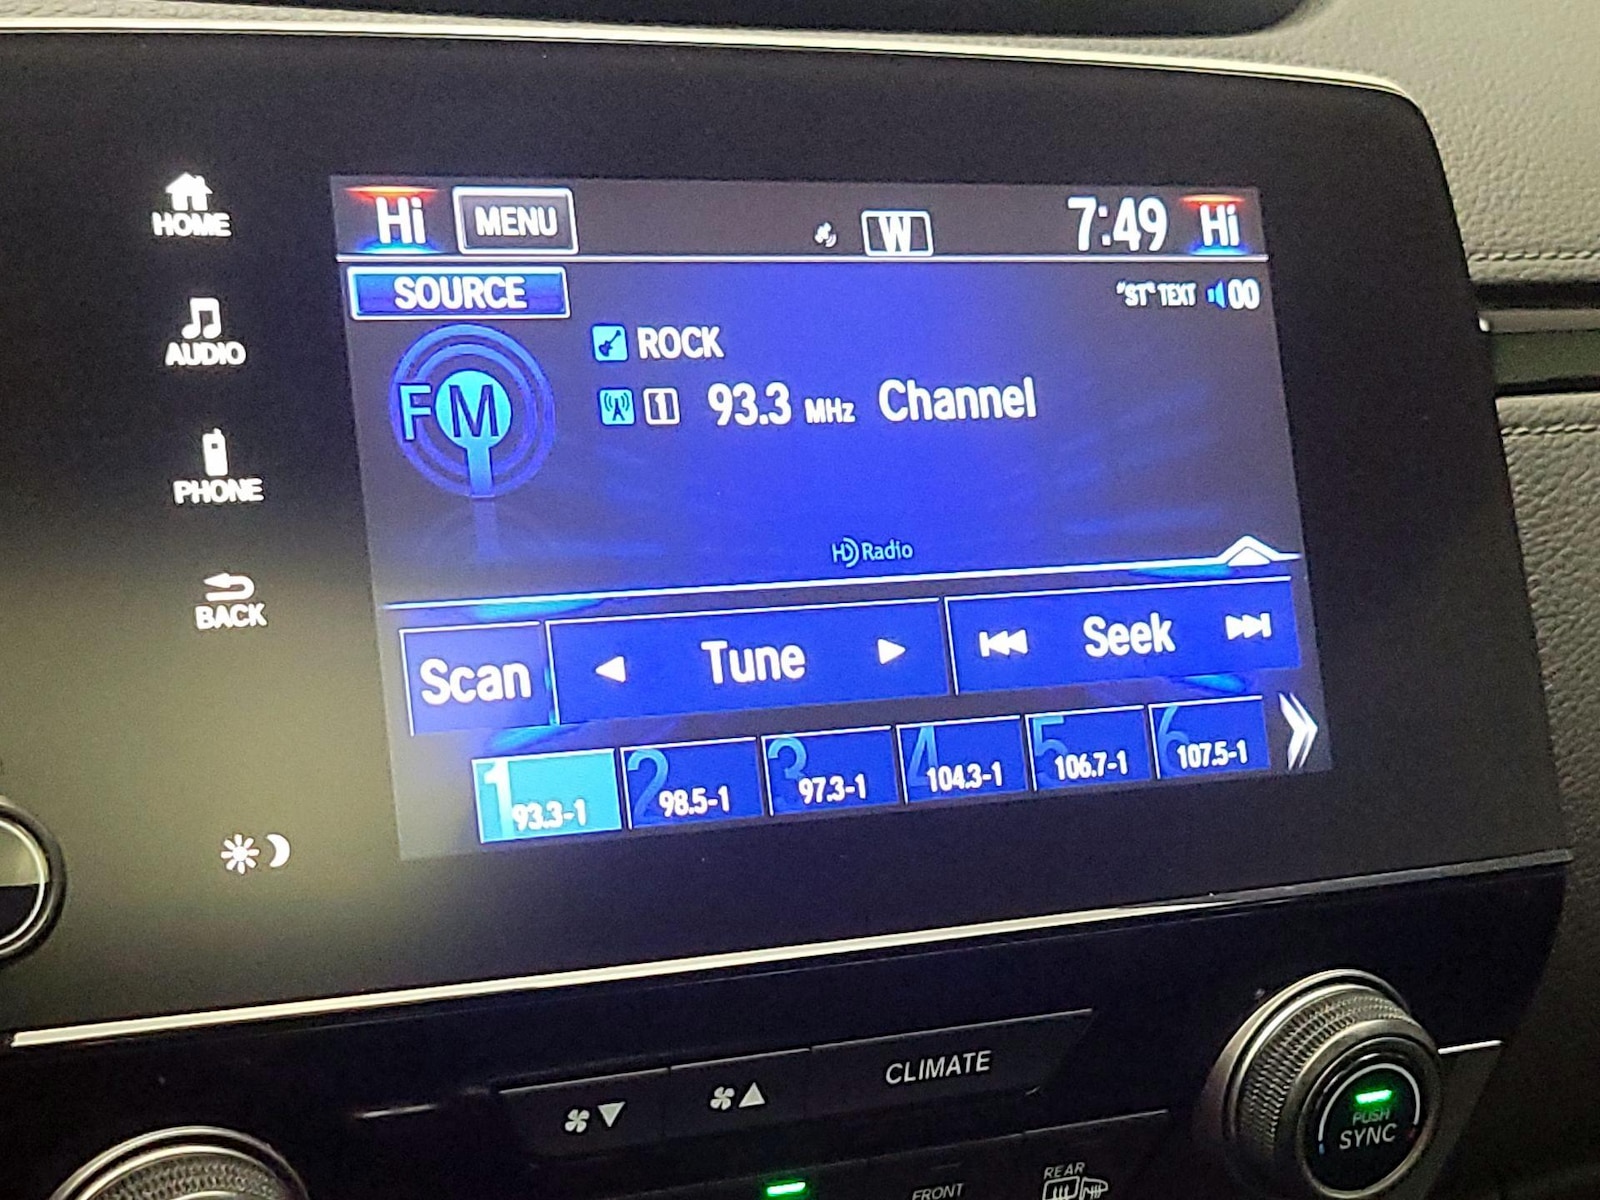 Hi MENU W 7:49 Hi
HOME
SOURCE
"ST" TEXT 00
AUDIO
ROCK
FM
1 93.3 MHz Channel
PHONE
HD Radio
BACK
Scan Tune Seek
1 93.3-1
2 98.5-1
3 97.3-1
4 104.3-1
5 106.7-1
6 107.5-1
CLIMATE
PUSH
SYNC
FRONT
REAR